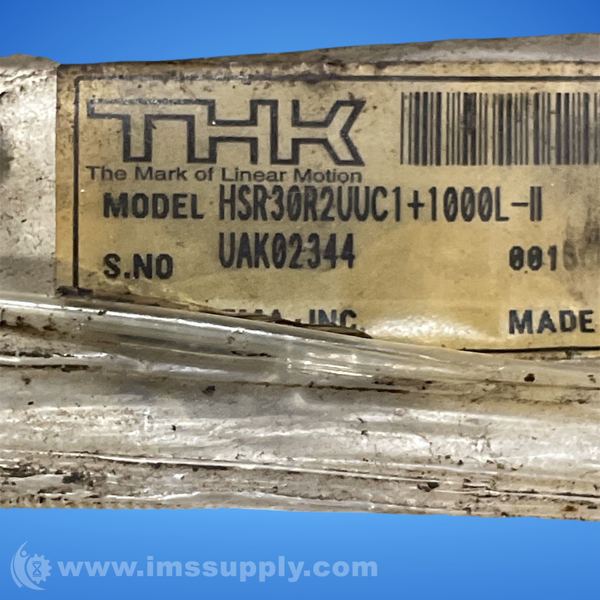 THK
The Mark of Linear Motion
MODEL HSR30R2UUC1+1000L-II
S.NO UAK02344
INC.
MADE
www.imssupply.com